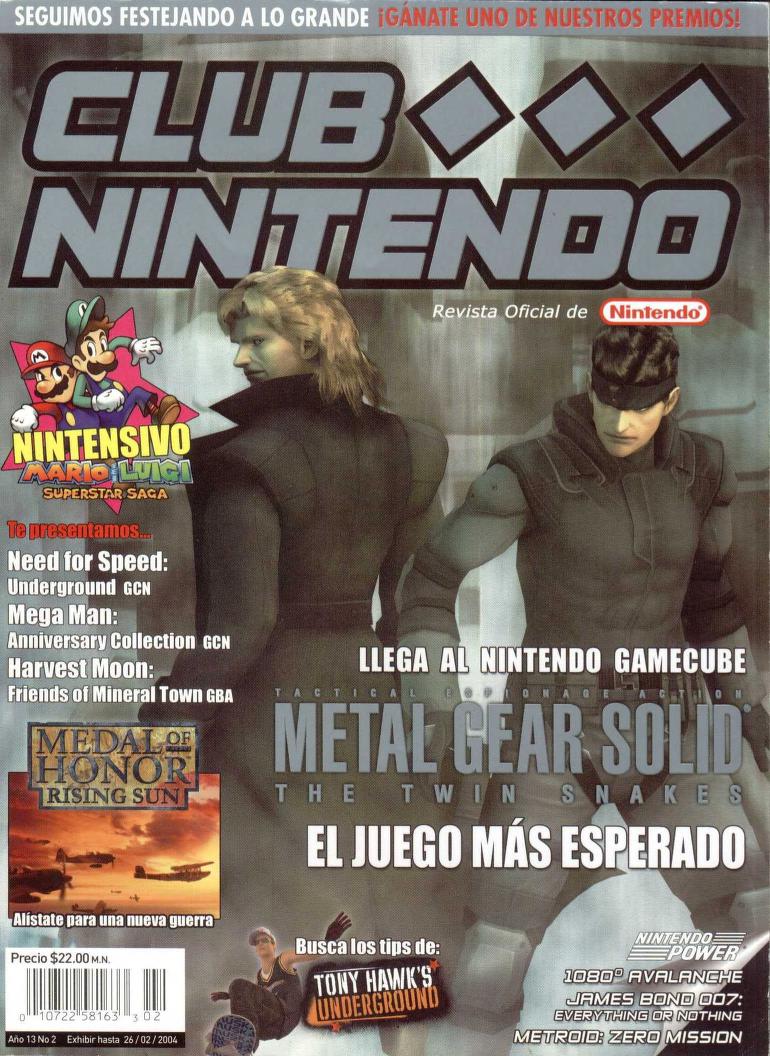 SEGUIMOS FESTEJANDO A LO GRANDE ¡GÁNATE UNO DE NUESTROS PREMIOS!
CLUB
NINTENDO
Revista Oficial de Nintendo®
NINTENSIVO
MARIO & LUIGI
SUPERSTAR SAGA
Te presentamos...
Need for Speed:
Underground GCN
Mega Man:
Anniversary Collection GCN
Harvest Moon:
Friends of Mineral Town GBA
LLEGA AL NINTENDO GAMECUBE
TACTICAL ESPIONAGE ACTION
METAL GEAR SOLID®
THE TWIN SNAKES
EL JUEGO MÁS ESPERADO
MEDAL OF
HONOR
RISING SUN
Alístate para una nueva guerra
Busca los tips de:
TONY HAWK'S
UNDERGROUND
NINTENDO
POWER
1080° AVALANCHE
JAMES BOND 007:
EVERYTHING OR NOTHING
METROID: ZERO MISSION
Precio $22.00 M.N.
0 10722 58163 3 02
Año 13 No 2 Exhibir hasta 26 / 02 / 2004